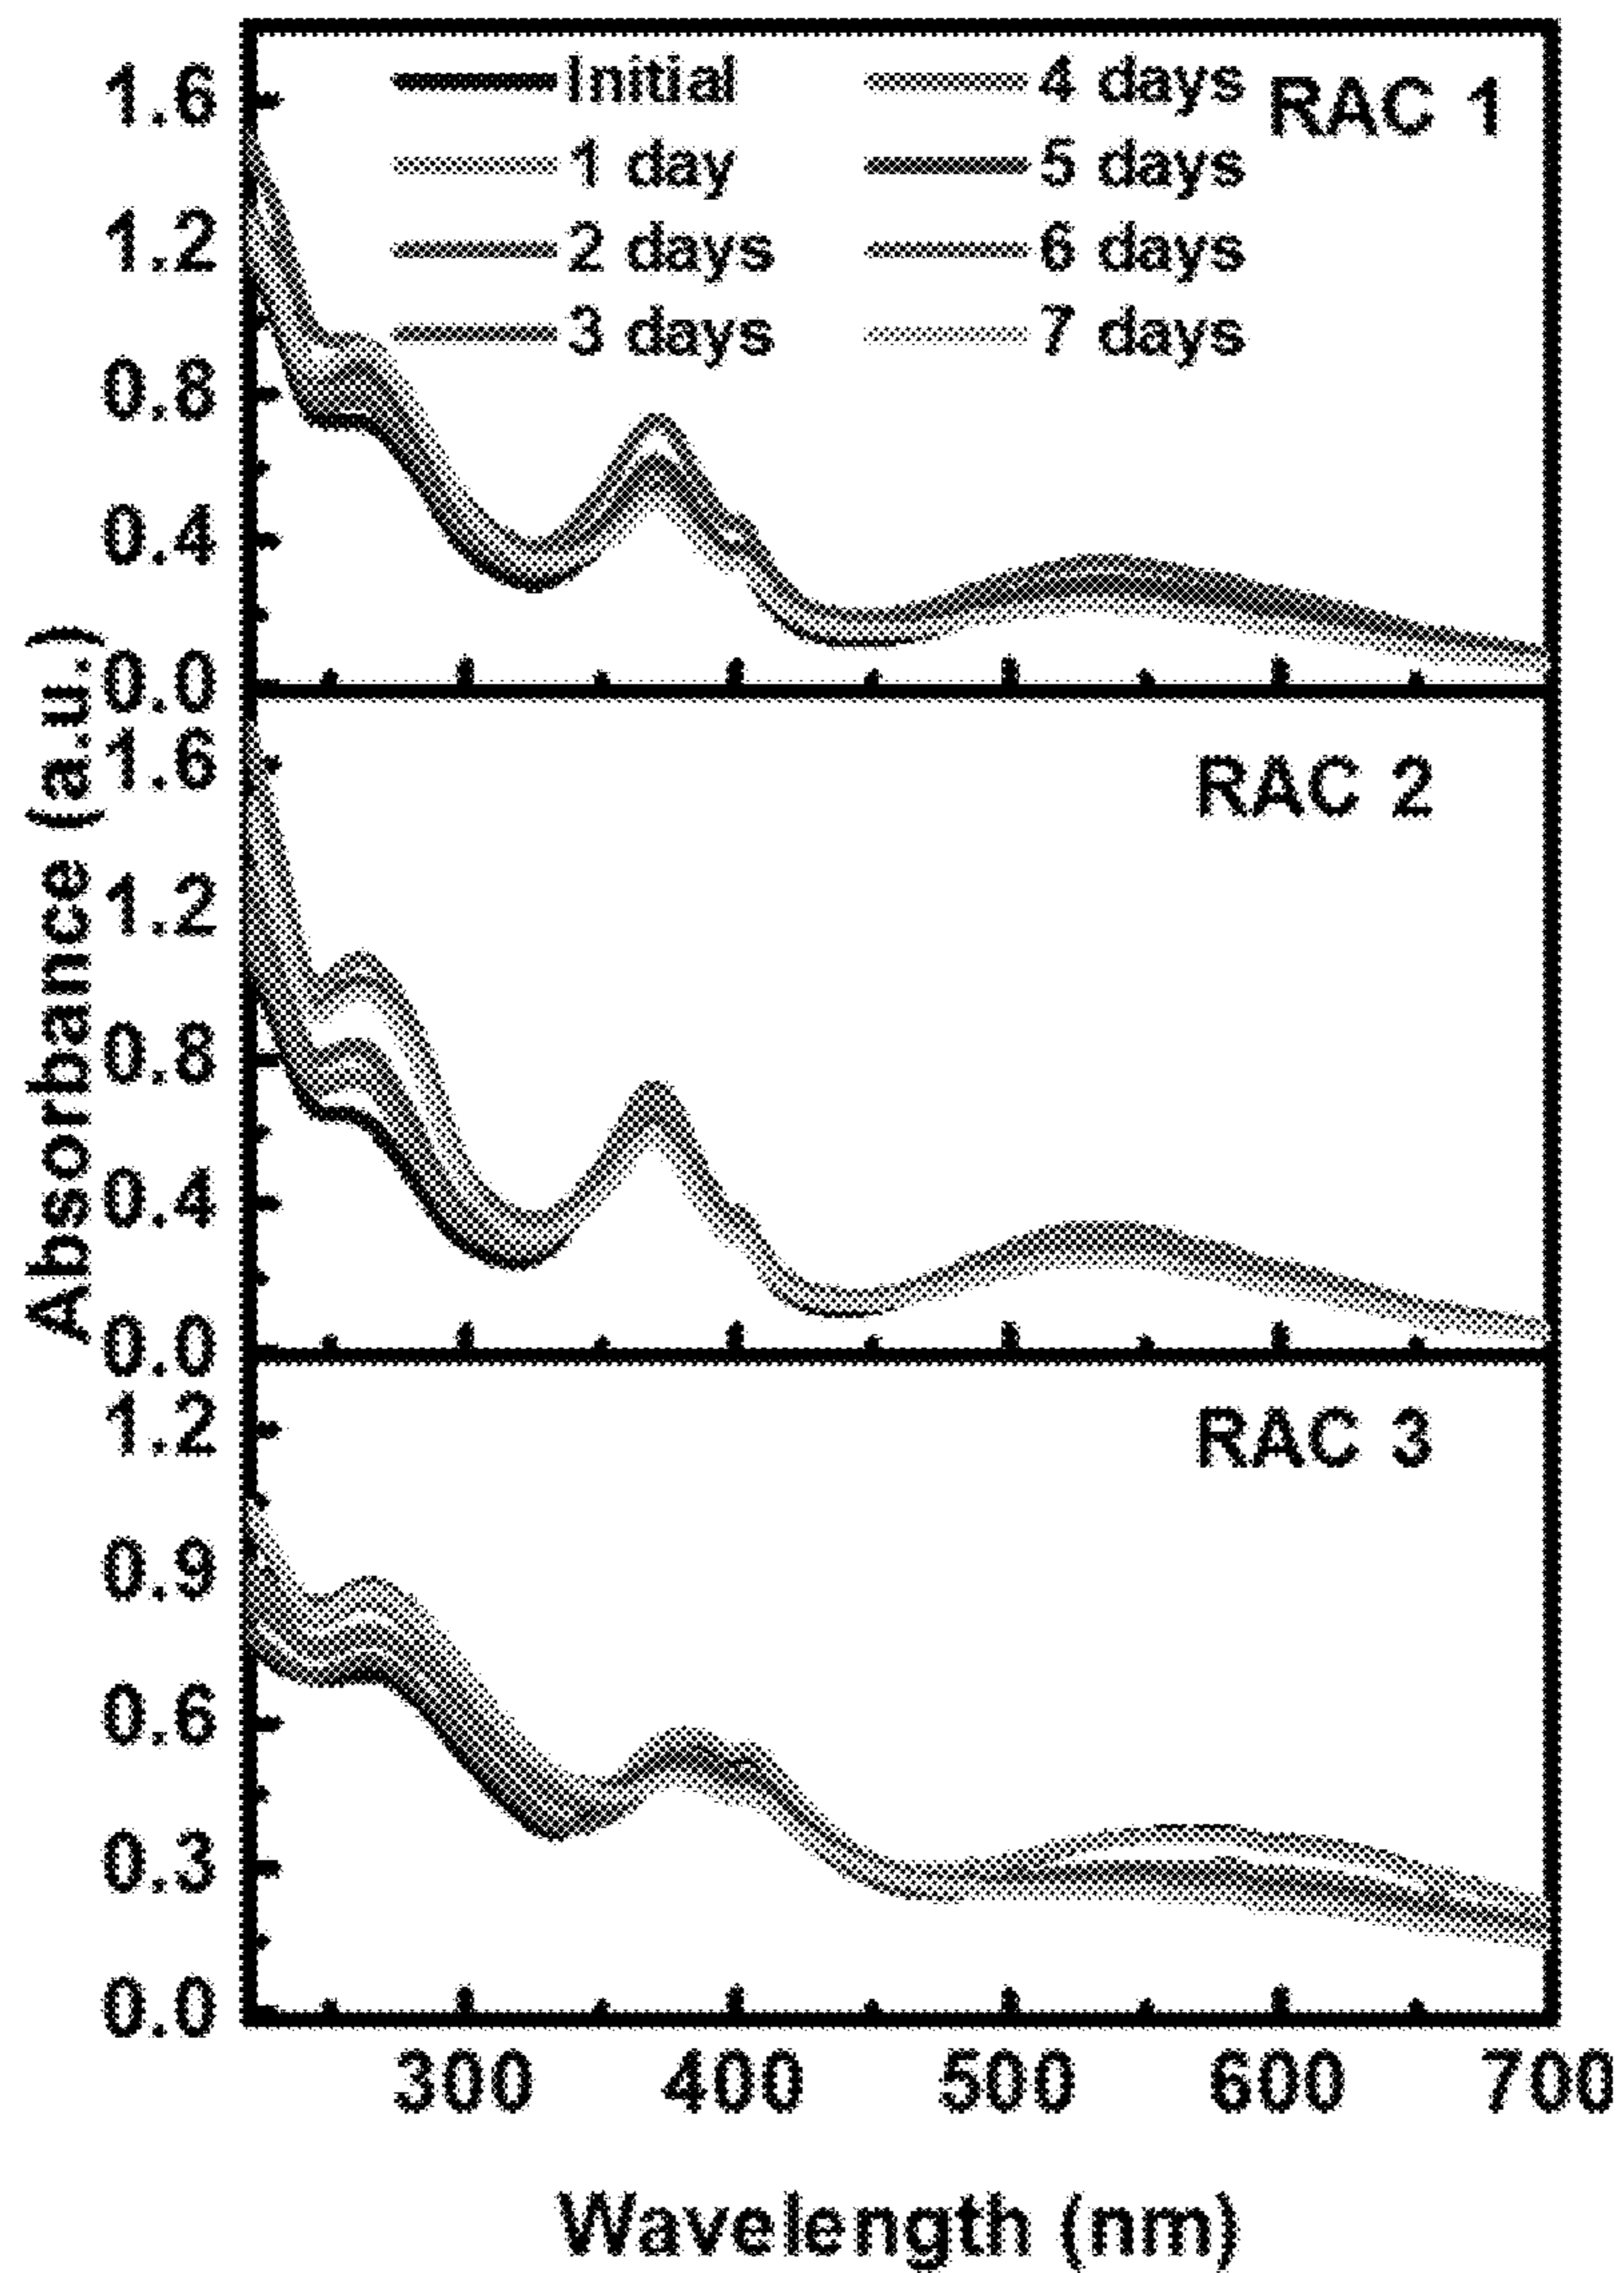 Absorbance (a.u.)
1.6
1.2
0.8
0.4
0.0
Initial
1 day
2 days
3 days
4 days
5 days
6 days
7 days
RAC 1
1.6
1.2
0.8
0.4
0.0
RAC 2
1.2
0.9
0.6
0.3
0.0
RAC 3
300 400 500 600 700
Wavelength (nm)